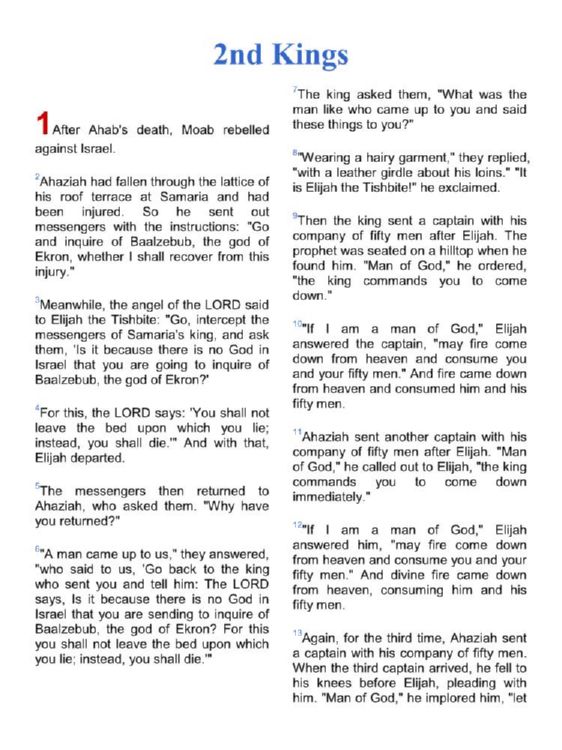 2nd Kings
1After Ahab's death, Moab rebelled
against Israel.
2Ahaziah had fallen through the lattice of
his roof terrace at Samaria and had
been injured. So he sent out
messengers with the instructions: "Go
and inquire of Baalzebub, the god of
Ekron, whether I shall recover from this
injury."
3Meanwhile, the angel of the LORD said
to Elijah the Tishbite: "Go, intercept the
messengers of Samaria's king, and ask
them, 'Is it because there is no God in
Israel that you are going to inquire of
Baalzebub, the god of Ekron?'
4For this, the LORD says: 'You shall not
leave the bed upon which you lie;
instead, you shall die.'" And with that,
Elijah departed.
5The messengers then returned to
Ahaziah, who asked them. "Why have
you returned?"
6"A man came up to us," they answered,
"who said to us, 'Go back to the king
who sent you and tell him: The LORD
says, Is it because there is no God in
Israel that you are sending to inquire of
Baalzebub, the god of Ekron? For this
you shall not leave the bed upon which
you lie; instead, you shall die.'"
7The king asked them, "What was the
man like who came up to you and said
these things to you?"
8"Wearing a hairy garment," they replied,
"with a leather girdle about his loins." "It
is Elijah the Tishbite!" he exclaimed.
9Then the king sent a captain with his
company of fifty men after Elijah. The
prophet was seated on a hilltop when he
found him. "Man of God," he ordered,
"the king commands you to come
down."
10"If I am a man of God," Elijah
answered the captain, "may fire come
down from heaven and consume you
and your fifty men." And fire came down
from heaven and consumed him and his
fifty men.
11Ahaziah sent another captain with his
company of fifty men after Elijah. "Man
of God," he called out to Elijah, "the king
commands you to come down
immediately."
12"If I am a man of God," Elijah
answered him, "may fire come down
from heaven and consume you and your
fifty men." And divine fire came down
from heaven, consuming him and his
fifty men.
13Again, for the third time, Ahaziah sent
a captain with his company of fifty men.
When the third captain arrived, he fell to
his knees before Elijah, pleading with
him. "Man of God," he implored him, "let